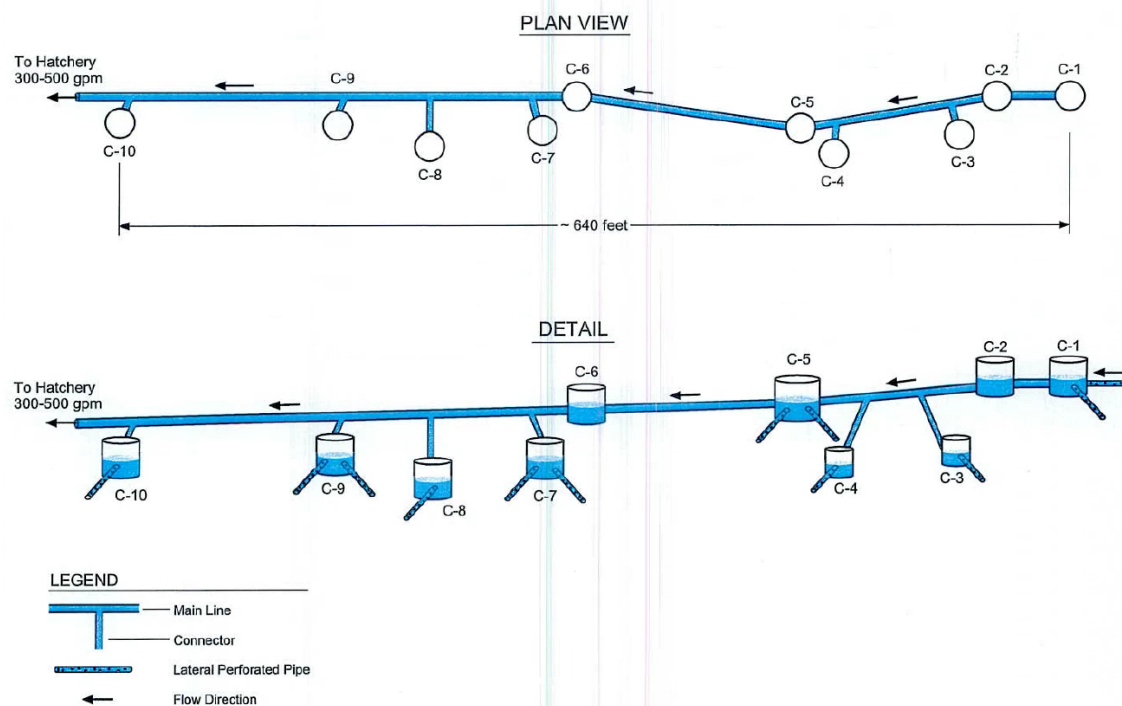 PLAN VIEW
To Hatchery
300-500 gpm
C-9
C-6
C-2
C-1
C-5
C-10
C-8
C-7
C-4
C-3
~ 640 feet
DETAIL
To Hatchery
300-500 gpm
C-6
C-5
C-2
C-1
C-10
C-9
C-8
C-7
C-4
C-3
LEGEND
Main Line
Connector
Lateral Perforated Pipe
Flow Direction